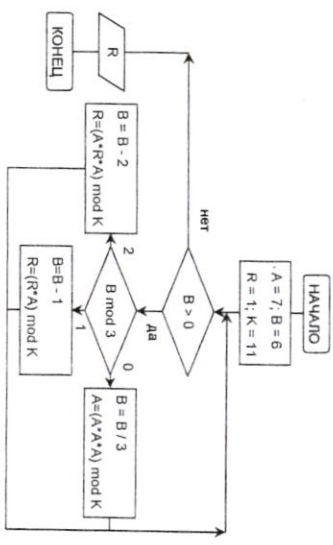 НАЧАЛО
A = 7; B = 6
R = 1; K = 11
B > 0
нет
да
B mod 3
2
1
0
B = B - 2
R=(A*R*A) mod K
B=B - 1
R=(R*A) mod K
B = B / 3
A=(A*A*A) mod K
R
КОНЕЦ